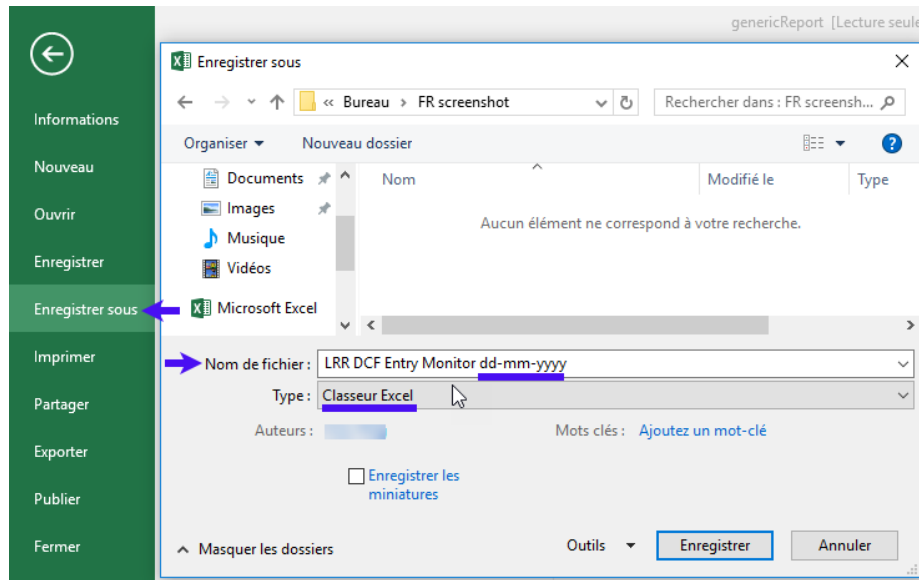 genericReport [Lecture seule
Enregistrer sous
« Bureau > FR screenshot
Rechercher dans : FR screensh...
Organiser
Nouveau dossier
Informations
Nouveau
Ouvrir
Enregistrer
Enregistrer sous
Imprimer
Partager
Exporter
Publier
Fermer
Documents
Images
Musique
Vidéos
Microsoft Excel
Nom
Modifié le
Type
Aucun élément ne correspond à votre recherche.
Nom de fichier : LRR DCF Entry Monitor dd-mm-yyyy
Type : Classeur Excel
Auteurs :
Mots clés : Ajoutez un mot-clé
Enregistrer les
miniatures
Masquer les dossiers
Outils
Enregistrer
Annuler